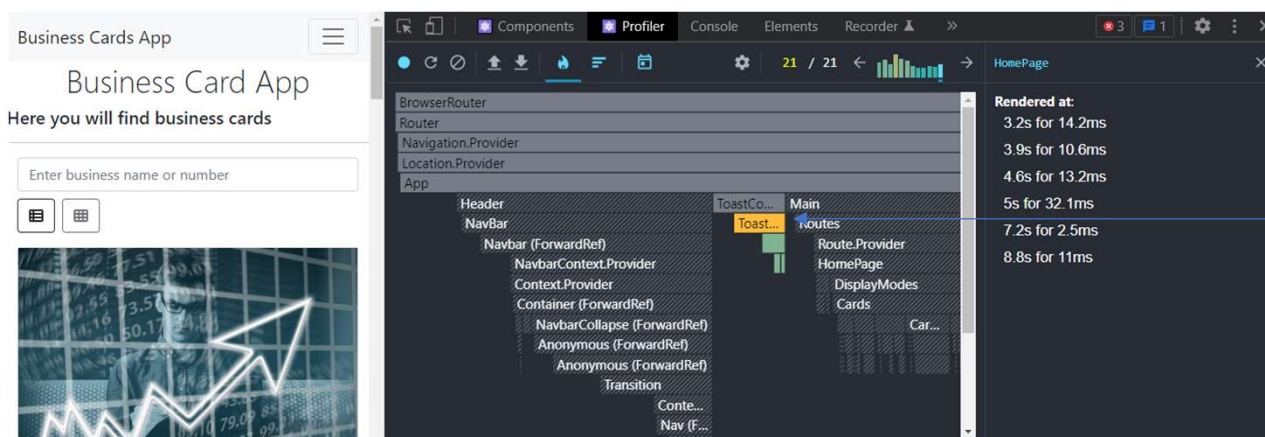 Business Cards App
Business Card App
Here you will find business cards
Enter business name or number
Components Profiler Console Elements Recorder » 3 1
21 / 21
BrowserRouter
Router
Navigation.Provider
Location.Provider
App
Header ToastCo... Main
NavBar Toast... Routes
Navbar (ForwardRef) Route.Provider
NavbarContext.Provider HomePage
Context.Provider DisplayModes
Container (ForwardRef) Cards
NavbarCollapse (ForwardRef) Car...
Anonymous (ForwardRef)
Anonymous (ForwardRef)
Transition
Conte...
Nav (F...
HomePage
Rendered at:
3.2s for 14.2ms
3.9s for 10.6ms
4.6s for 13.2ms
5s for 32.1ms
7.2s for 2.5ms
8.8s for 11ms